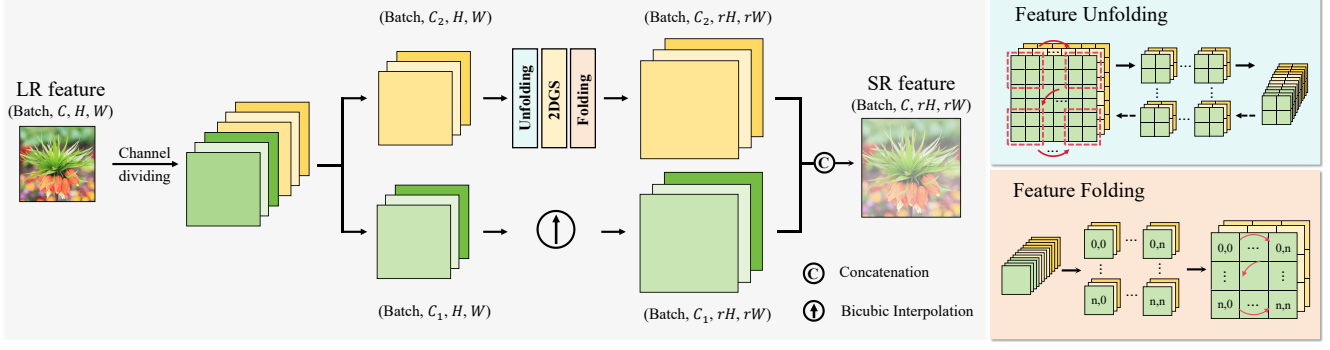 LR feature
(Batch, C, H, W)
Channel
dividing
(Batch, C₂, H, W)
Unfolding
2DGS
Folding
(Batch, C₂, rH, rW)
(Batch, C₁, H, W)
(Batch, C₁, rH, rW)
C
SR feature
(Batch, C, rH, rW)
C Concatenation
Bicubic Interpolation
Feature Unfolding
...
...
...
...
...
Feature Folding
0,0 ... 0,n
⋮ ⋮
n,0 ... n,n
0,0 ... 0,n
⋮ ⋮
n,0 ... n,n